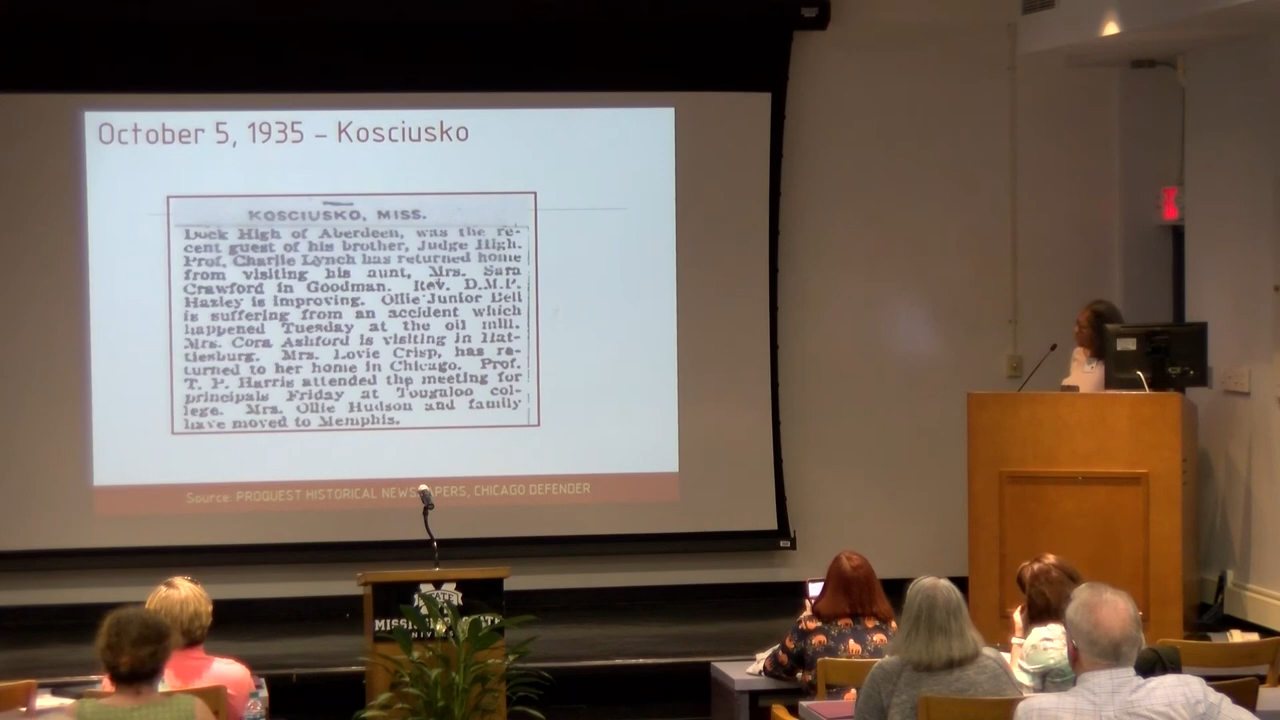 October 5, 1935 – Kosciusko
KOSCIUSKO, MISS.
Dock High of Aberdeen, was the re-
cent guest of his brother, Judge High.
Prof. Charlie Lynch has returned home
from visiting his aunt, Mrs. Sara
Crawford in Goodman. Rev. D.M.P.
Hazley is improving. Ollie Junior Bell
is suffering from an accident which
happened Tuesday at the oil mill.
Mrs. Cora Ashford is visiting in Hat-
tiesburg. Mrs. Lovie Crisp, has re-
turned to her home in Chicago. Prof.
T. P. Harris attended the meeting for
principals Friday at Tougaloo col-
lege. Mrs. Ollie Hudson and family
have moved to Memphis.
Source: PROQUEST HISTORICAL NEWSPAPERS, CHICAGO DEFENDER
STATE